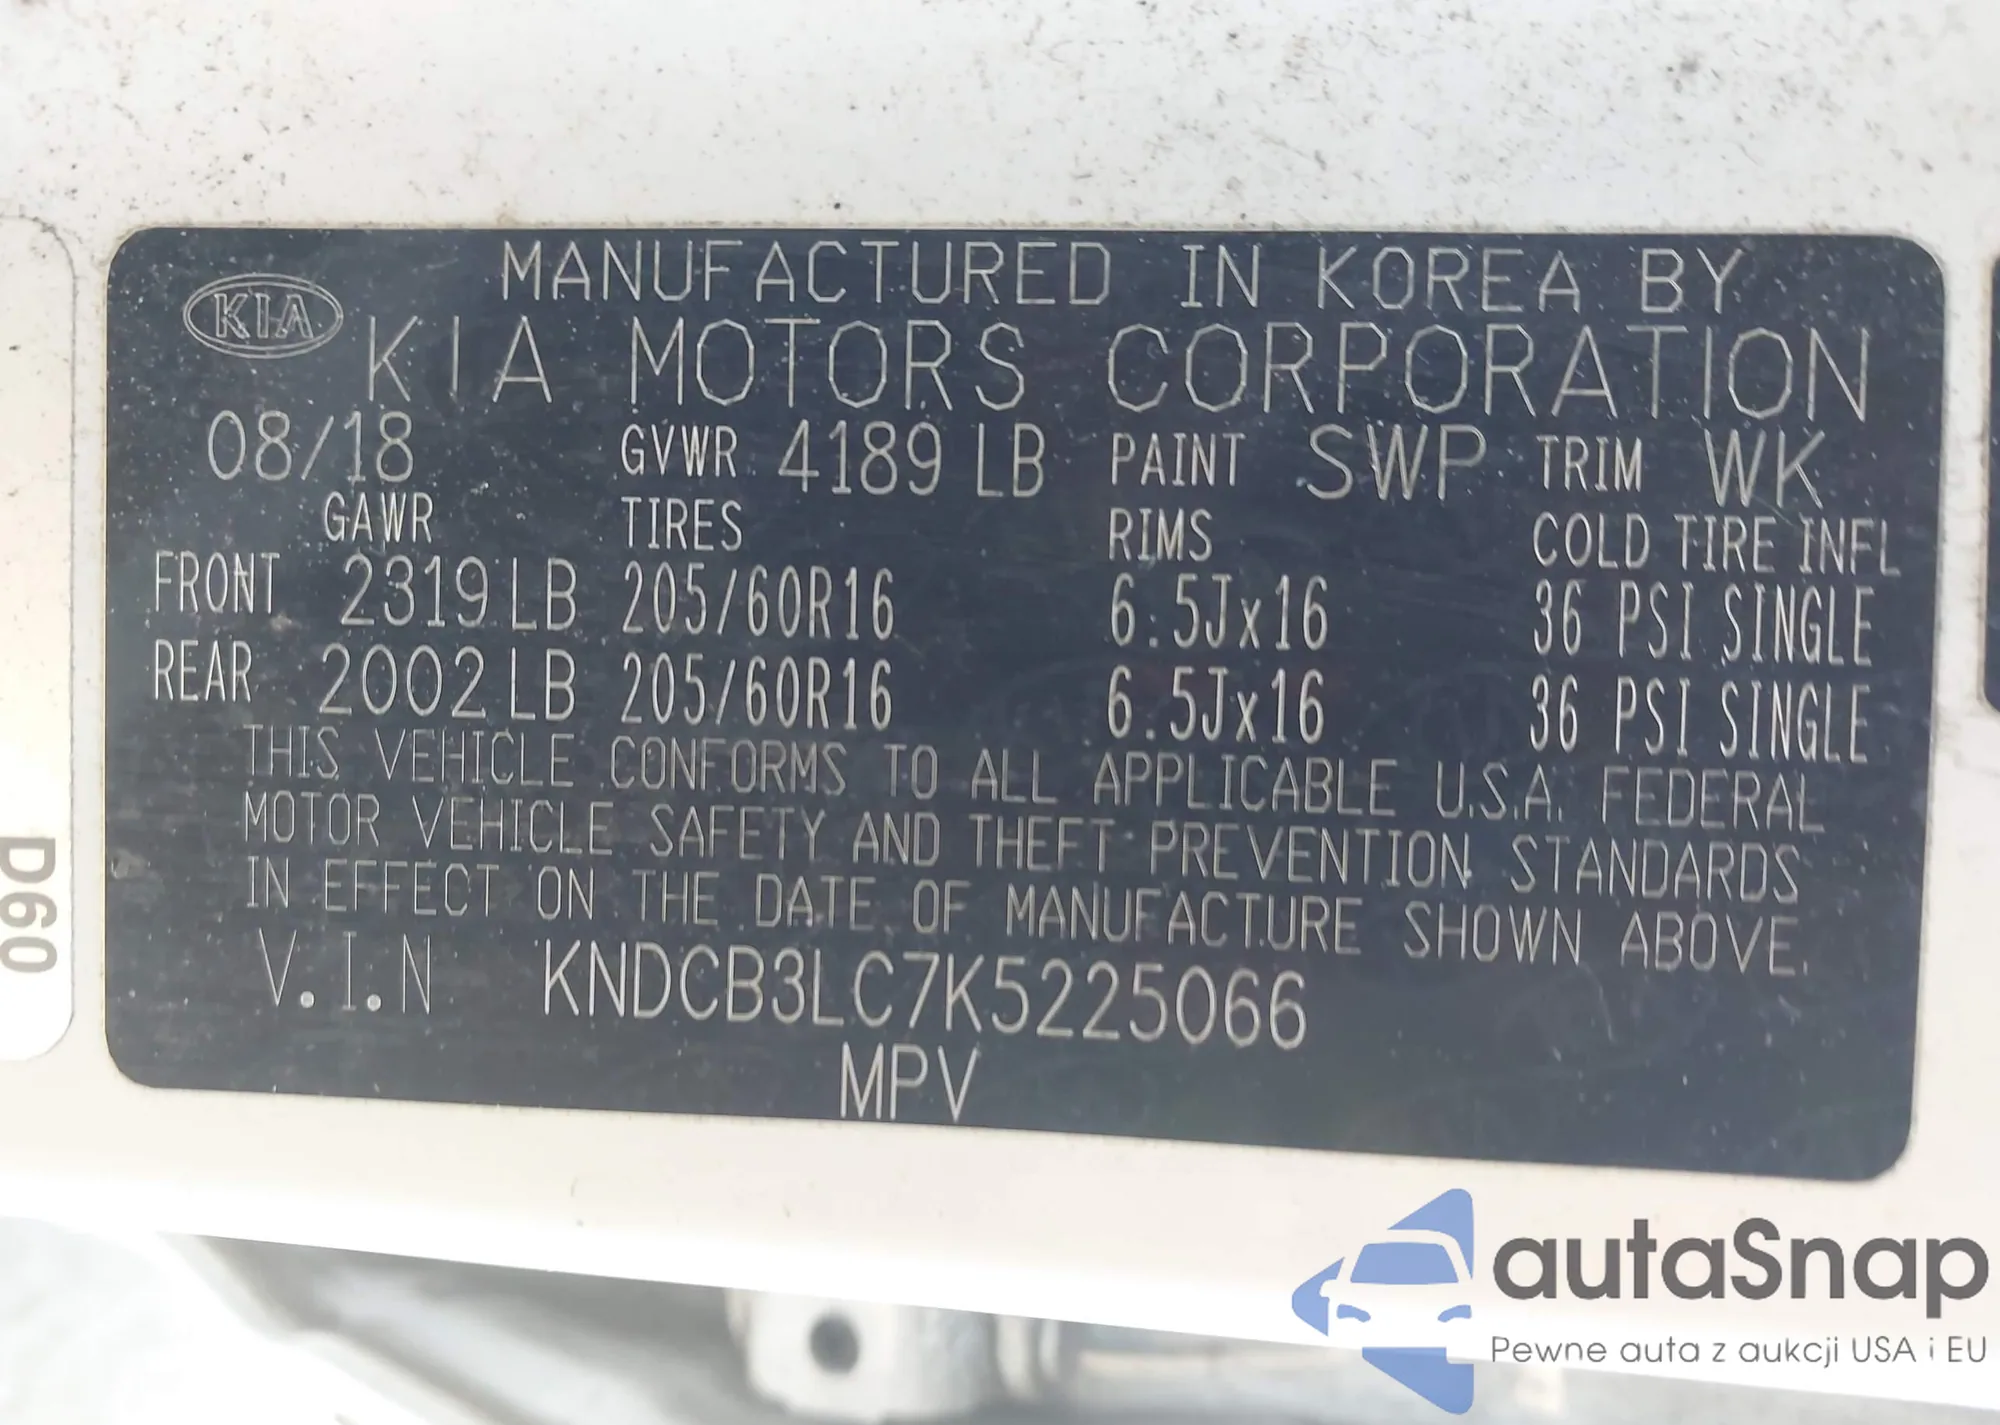 MANUFACTURED IN KOREA BY
KIA
KIA MOTORS CORPORATION
08/18 GVWR 4189 LB PAINT SWP TRIM WK
GAWR TIRES RIMS COLD TIRE INFL
FRONT 2319 LB 205/60R16 6.5Jx16 36 PSI SINGLE
REAR 2002 LB 205/60R16 6.5Jx16 36 PSI SINGLE
THIS VEHICLE CONFORMS TO ALL APPLICABLE U.S.A. FEDERAL
MOTOR VEHICLE SAFETY AND THEFT PREVENTION STANDARDS
IN EFFECT ON THE DATE OF MANUFACTURE SHOWN ABOVE.
V.I.N KNDCB3LC7K5225066
MPV
D60
autaSnap
Pewne auta z aukcji USA i EU